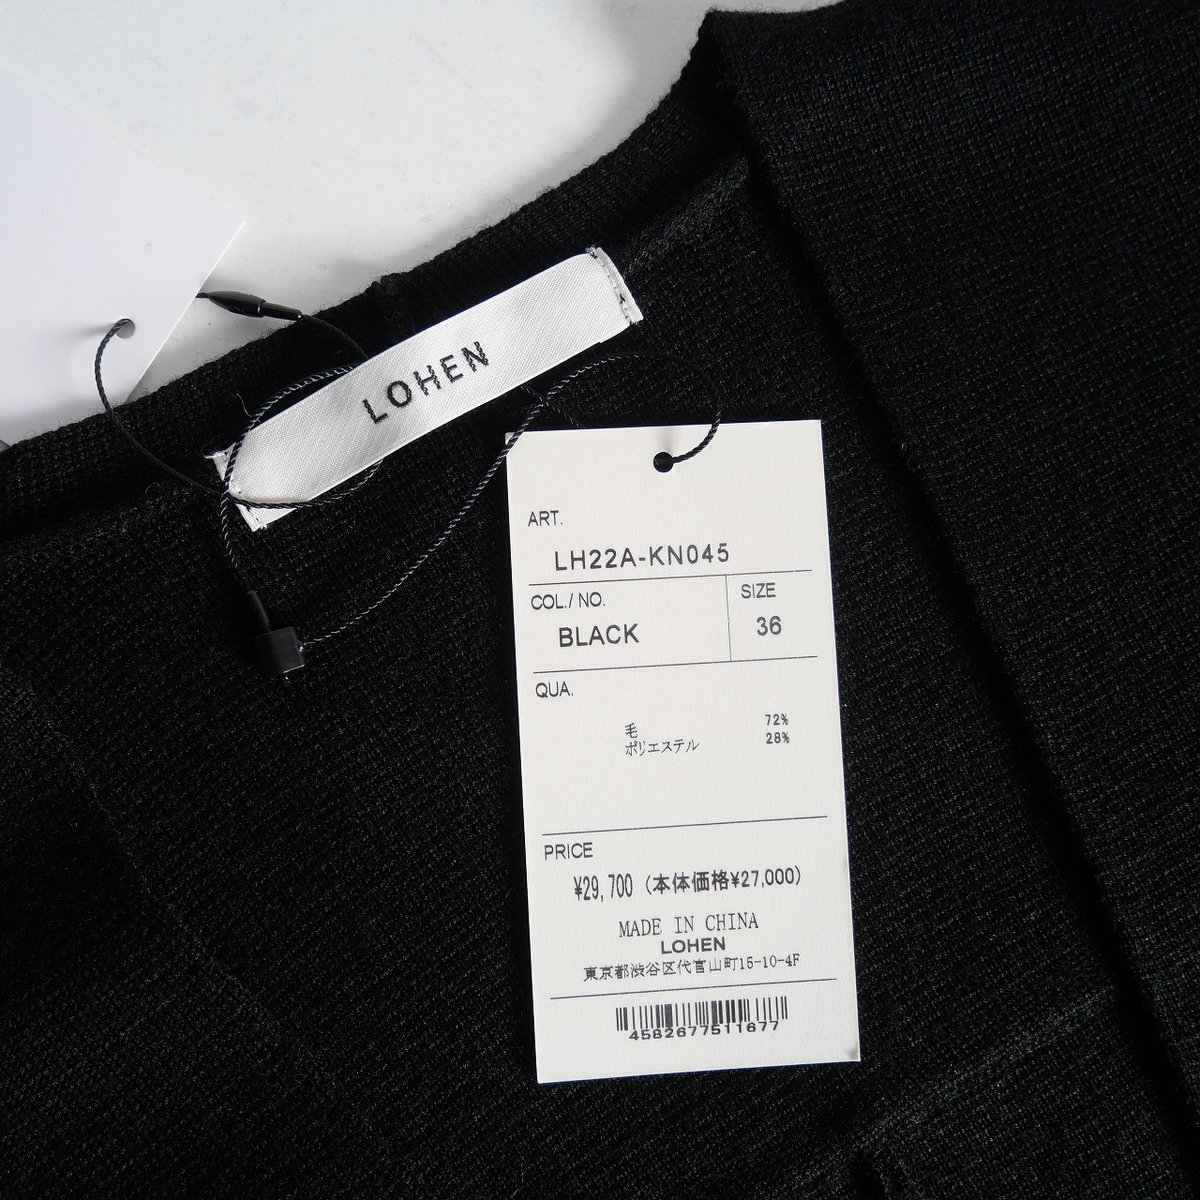 LOHEN
ART.
LH22A-KN045
COL./NO. SIZE
BLACK 36
QUA.
毛 72%
ポリエステル 28%
PRICE
¥29,700 (本体価格¥27,000)
MADE IN CHINA
LOHEN
東京都渋谷区代官山町15-10-4F
4582677511677